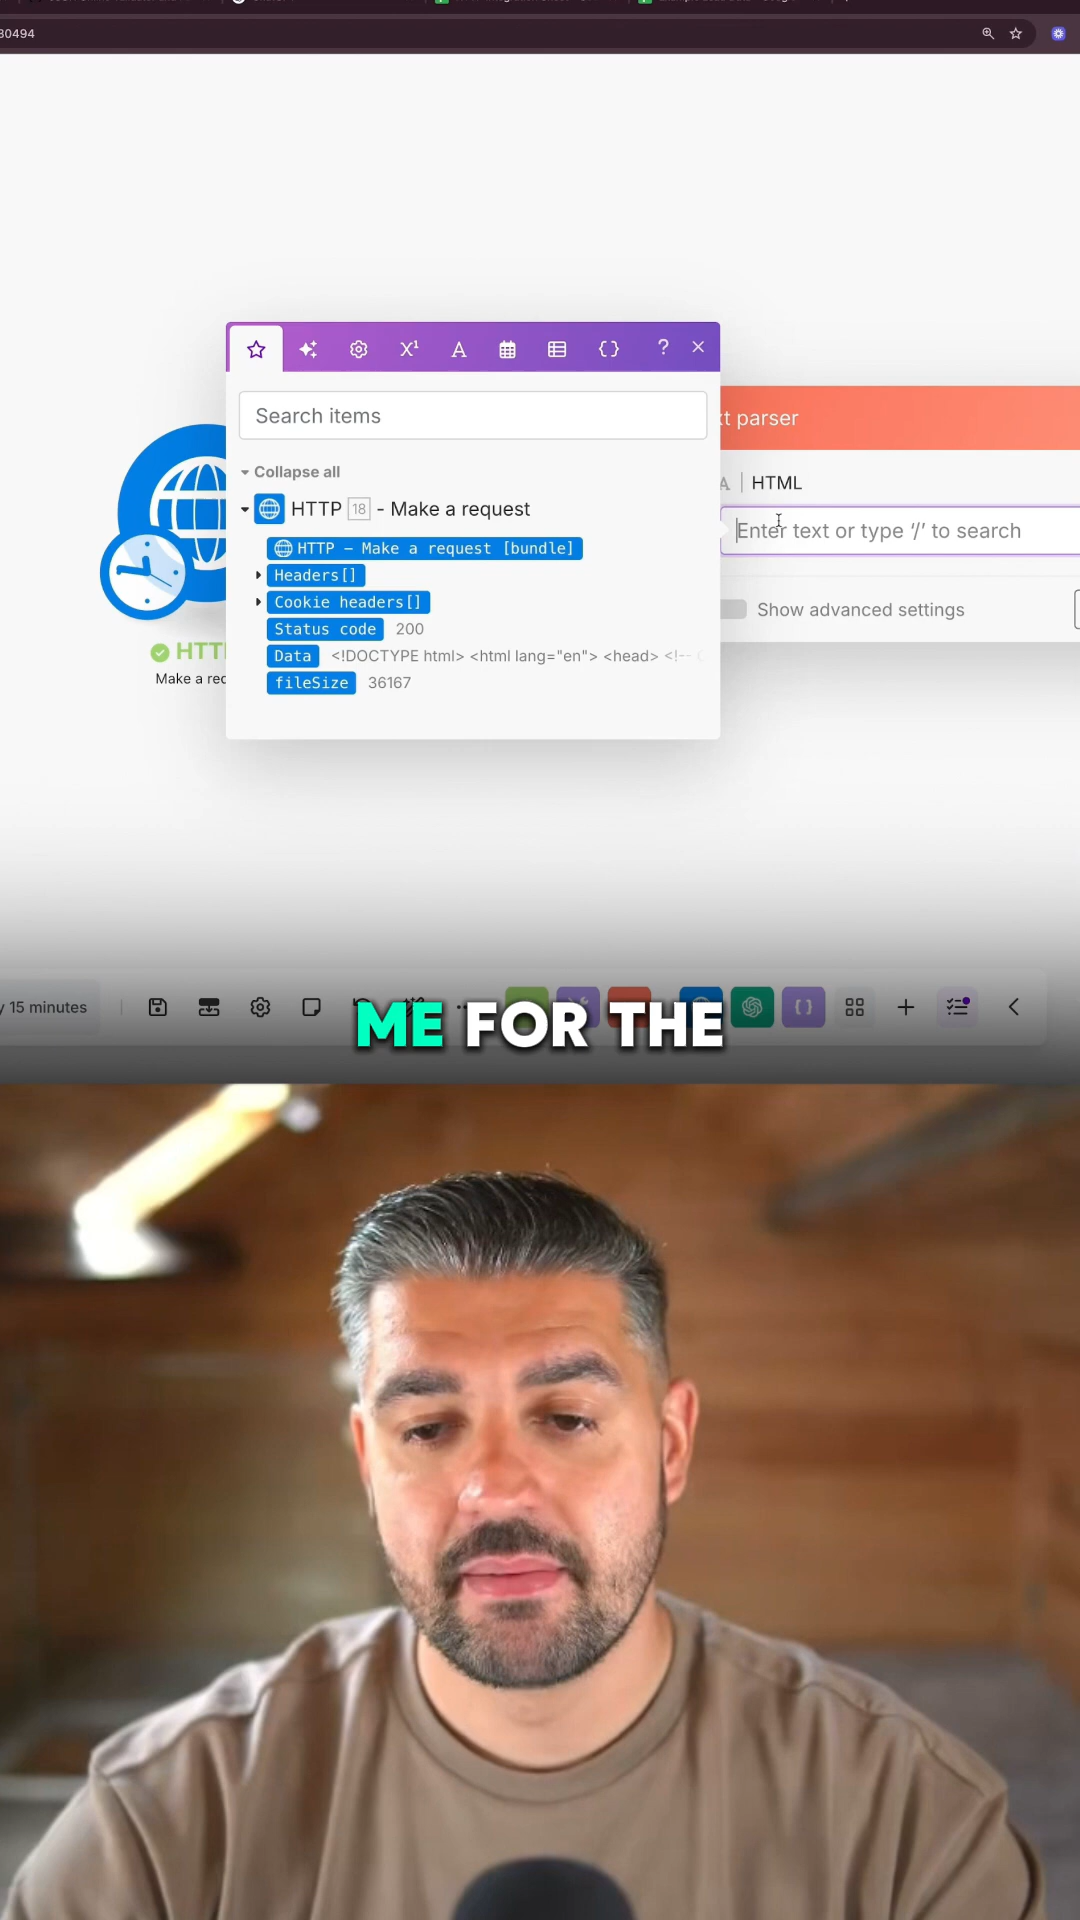 30494
Search items
Collapse all
HTTP 18 - Make a request
HTTP – Make a request [bundle]
Headers[]
Cookie headers[]
Status code 200
Data <!DOCTYPE html> <html lang="en"> <head> <!--
fileSize 36167
xt parser
A HTML
Enter text or type '/' to search
Show advanced settings
HTT
Make a rec
y 15 minutes
ME FOR THE